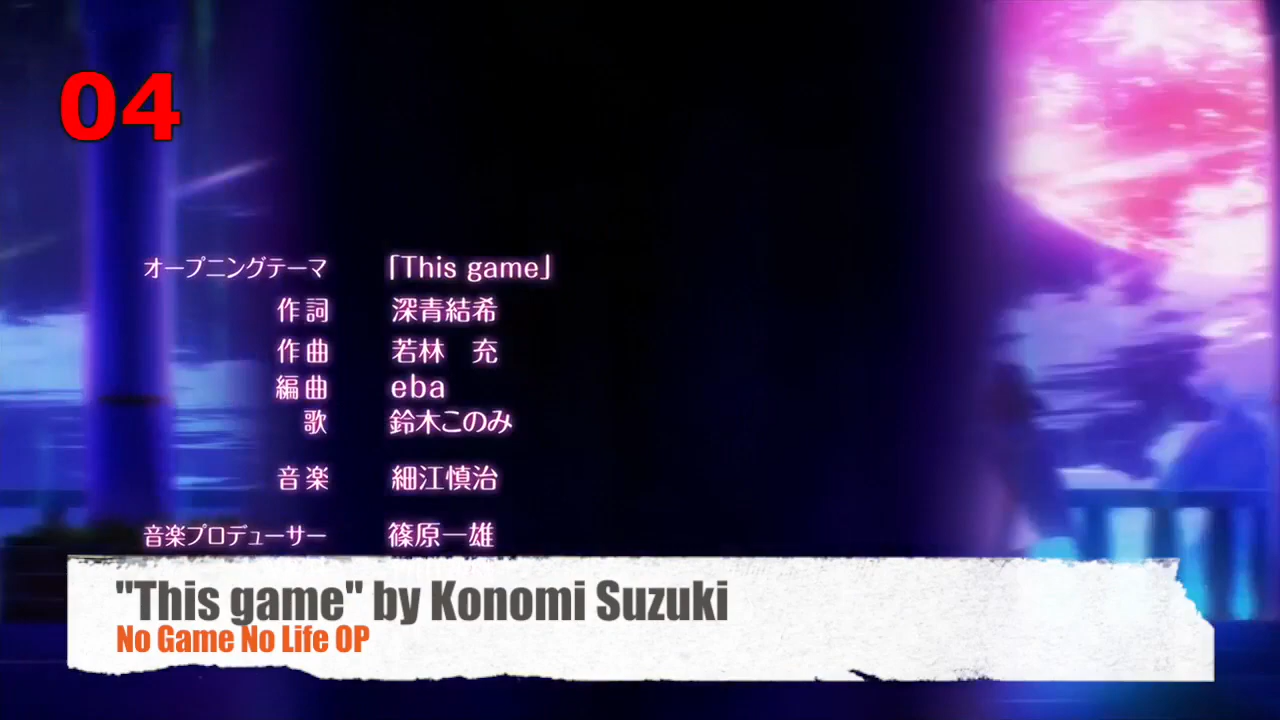 04
オープニングテーマ 「This game」
作詞 深青結希
作曲 若林 充
編曲 eba
歌 鈴木このみ
音楽 細江慎治
音楽プロデューサー 篠原一雄
"This game" by Konomi Suzuki
No Game No Life OP